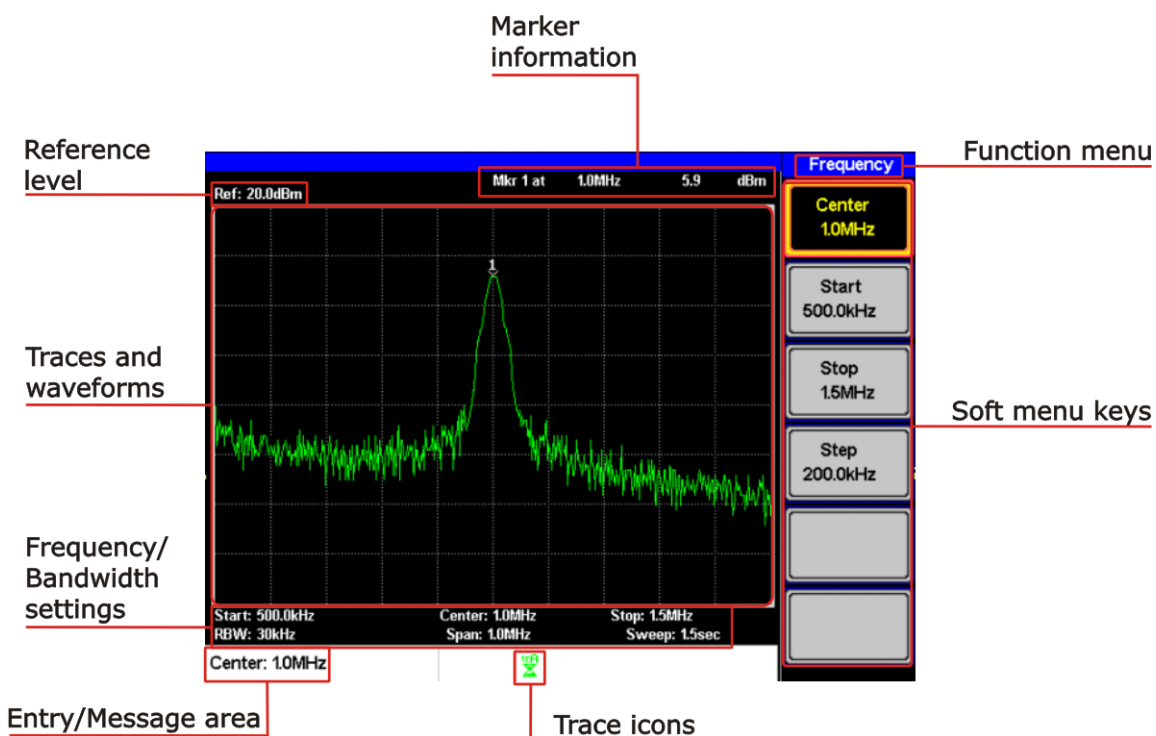 Marker
information
Reference
level
Function menu
Frequency
Mkr 1 at 1.0MHz 5.9 dBm
Ref: 20.0dBm
Center
1.0MHz
1
Start
500.0kHz
Traces and
waveforms
Stop
1.5MHz
Soft menu keys
Step
200.0kHz
Frequency/
Bandwidth
settings
Start: 500.0kHz Center: 1.0MHz Stop: 1.5MHz
RBW: 30kHz Span: 1.0MHz Sweep: 1.5sec
Center: 1.0MHz
Entry/Message area
Trace icons